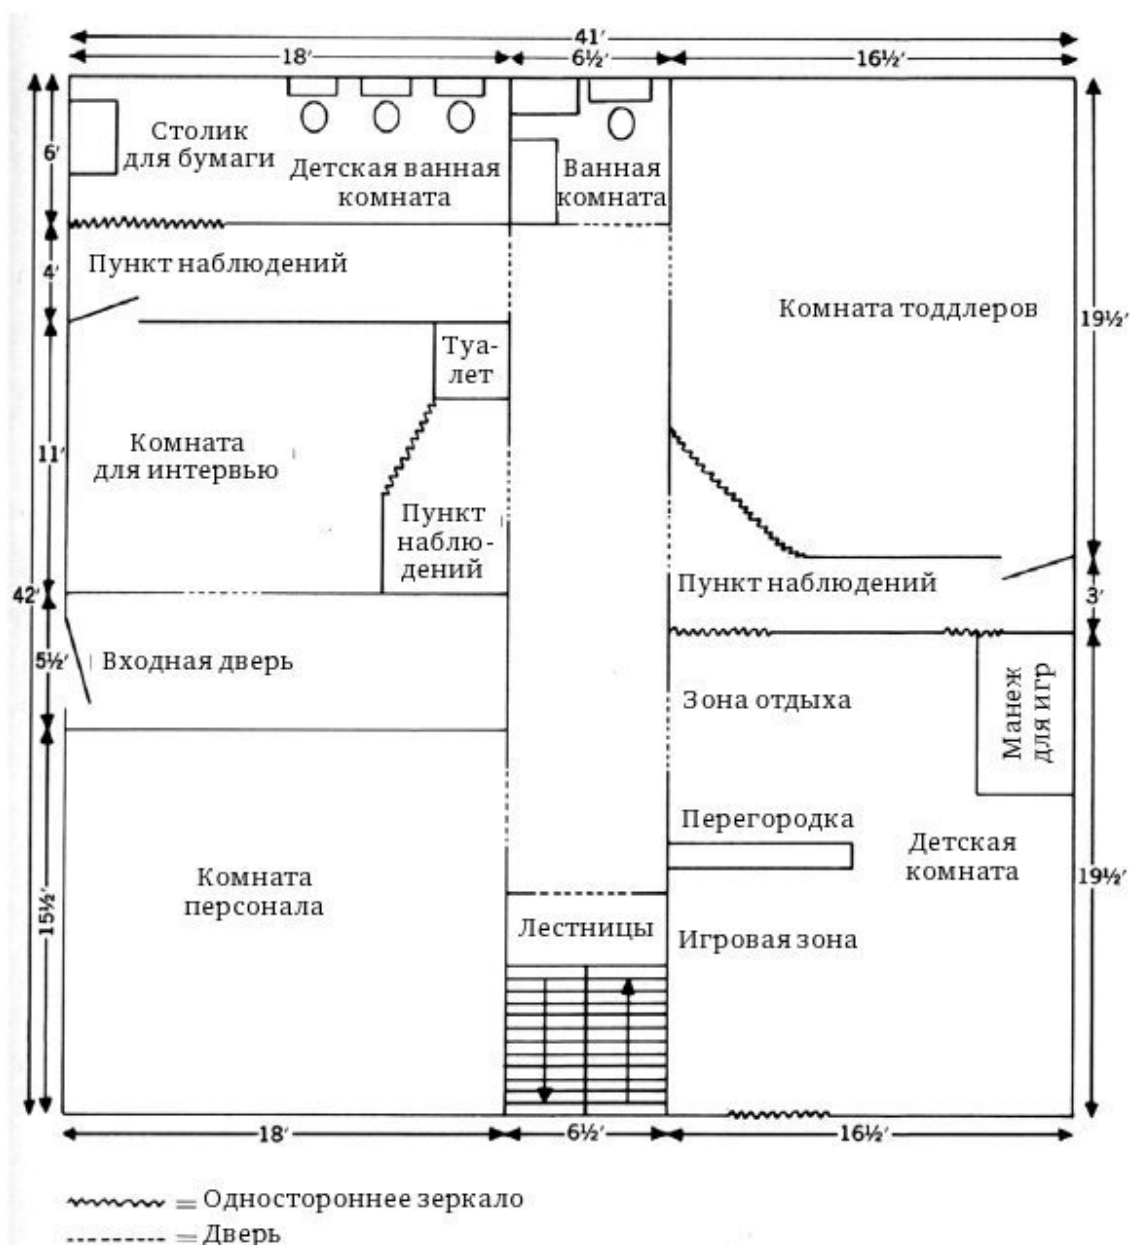 41′
18′
6½′
16½′
Столик
для бумаги
Детская ванная
комната
Ванная
комната
6′
Пункт наблюдений
4′
Комната тоддлеров
19½′
Туа-
лет
Комната
для интервью
11′
Пункт
наблю-
дений
Пункт наблюдений
3′
42′
5½′
Входная дверь
Зона отдыха
Манеж
для игр
Перегородка
Детская
комната
19½′
Комната
персонала
15½′
Лестницы
Игровая зона
18′
6½′
16½′
= Одностороннее зеркало
= Дверь